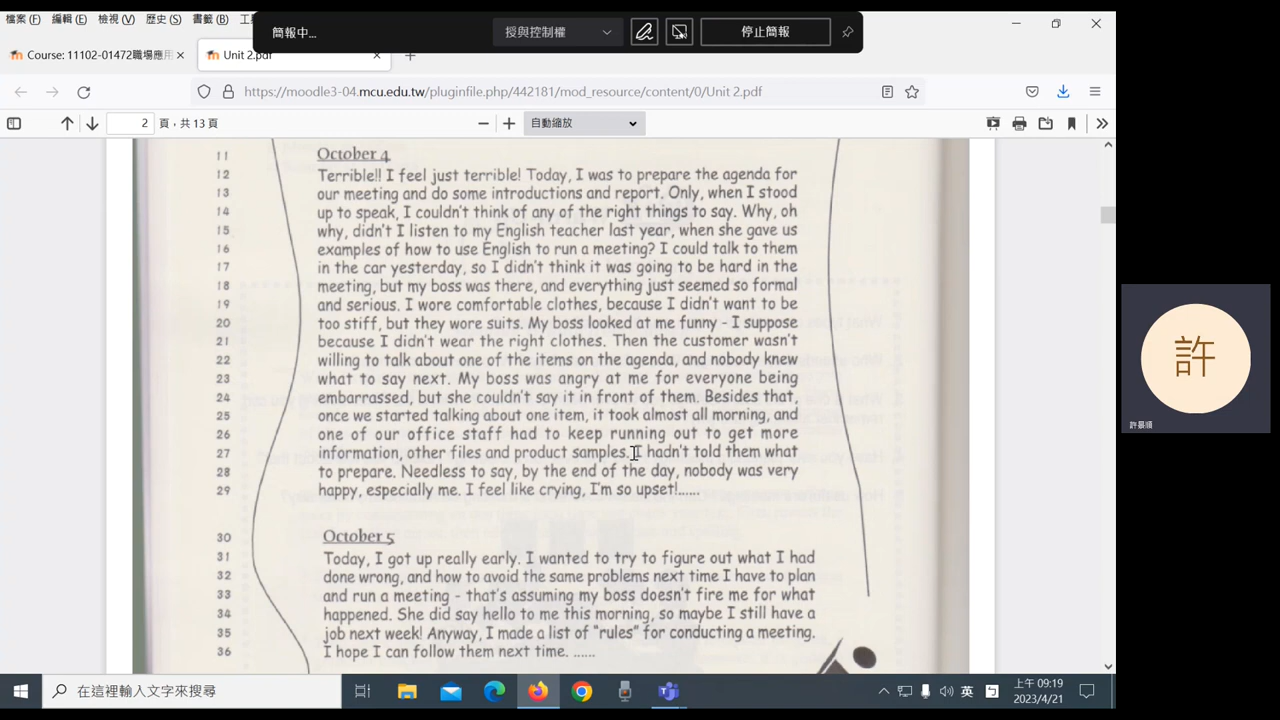 檔案(F) 編輯(E) 檢視(V) 歷史(S) 書籤(B)
簡報中...
授與控制權
停止簡報
Course: 11102-01472職場應用
Unit 2.pdf
https://moodle3-04.mcu.edu.tw/pluginfile.php/442181/mod_resource/content/0/Unit 2.pdf
2 頁，共 13 頁
自動縮放
11 October 4
12 Terrible!! I feel just terrible! Today, I was to prepare the agenda for
13 our meeting and do some introductions and report. Only, when I stood
14 up to speak, I couldn't think of any of the right things to say. Why, oh
15 why, didn't I listen to my English teacher last year, when she gave us
16 examples of how to use English to run a meeting? I could talk to them
17 in the car yesterday, so I didn't think it was going to be hard in the
18 meeting, but my boss was there, and everything just seemed so formal
19 and serious. I wore comfortable clothes, because I didn't want to be
20 too stiff, but they wore suits. My boss looked at me funny - I suppose
21 because I didn't wear the right clothes. Then the customer wasn't
22 willing to talk about one of the items on the agenda, and nobody knew
23 what to say next. My boss was angry at me for everyone being
24 embarrassed, but she couldn't say it in front of them. Besides that,
25 once we started talking about one item, it took almost all morning, and
26 one of our office staff had to keep running out to get more
27 information, other files and product samples. I hadn't told them what
28 to prepare. Needless to say, by the end of the day, nobody was very
29 happy, especially me. I feel like crying, I'm so upset!......
30 October 5
31 Today, I got up really early. I wanted to try to figure out what I had
32 done wrong, and how to avoid the same problems next time I have to plan
33 and run a meeting - that's assuming my boss doesn't fire me for what
34 happened. She did say hello to me this morning, so maybe I still have a
35 job next week! Anyway, I made a list of "rules" for conducting a meeting.
36 I hope I can follow them next time. ......
許
許景順
在這裡輸入文字來搜尋
英
上午 09:19
2023/4/21